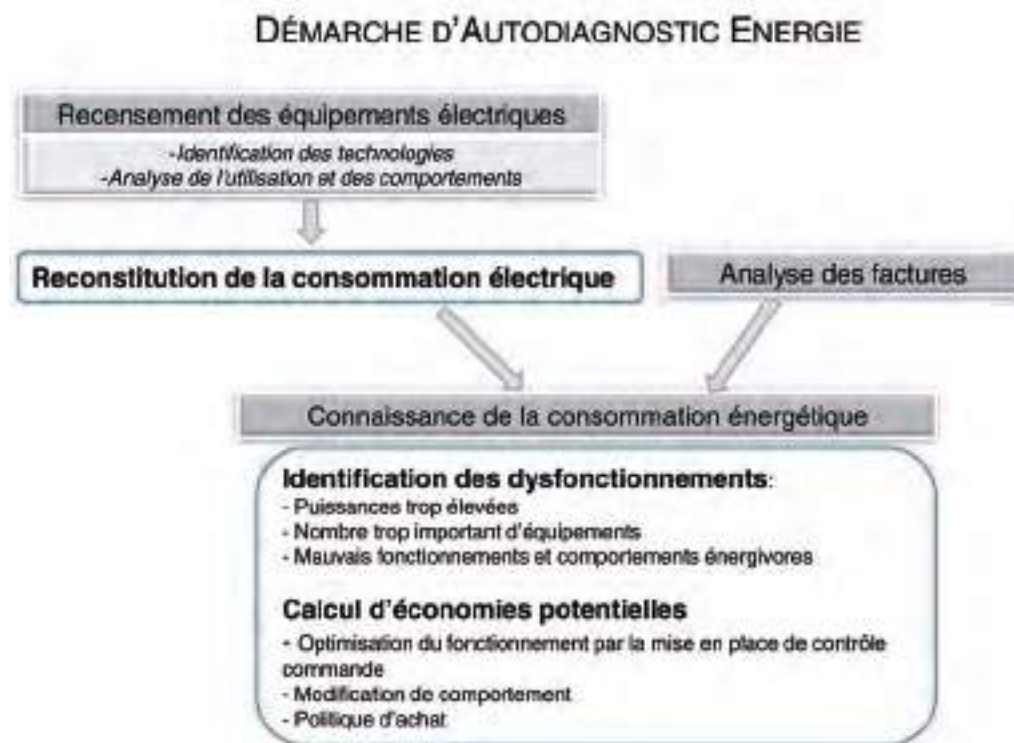 DÉMARCHE D'AUTODIAGNOSTIC ENERGIE
Recensement des équipements électriques
-Identification des technologies
-Analyse de l'utilisation et des comportements
Reconstitution de la consommation électrique
Analyse des factures
Connaissance de la consommation énergétique
Identification des dysfonctionnements:
- Puissances trop élevées
- Nombre trop important d'équipements
- Mauvais fonctionnements et comportements énergivores
Calcul d'économies potentielles
- Optimisation du fonctionnement par la mise en place de contrôle
commande
- Modification de comportement
- Politique d'achat